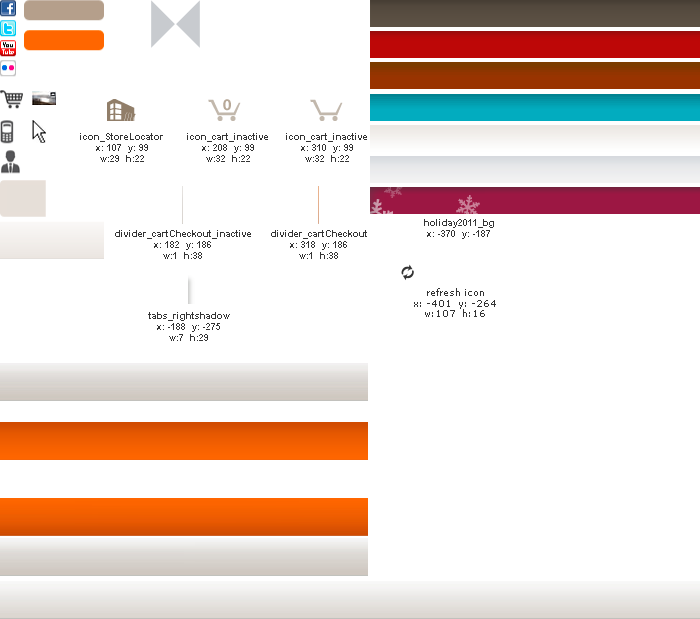 f
t
You
Tube
0
icon_StoreLocator
x: 107 y: 99
w:29 h:22
icon_cart_inactive
x: 208 y: 99
w:32 h:22
icon_cart_inactive
x: 310 y: 99
w:32 h:22
divider_cartCheckout_inactive
x: 182 y: 186
w:1 h:38
divider_cartCheckout
x: 318 y: 186
w:1 h:38
holiday2011_bg
x: -370 y: -187
refresh icon
x: -401 y: -264
w:107 h:16
tabs_rightshadow
x: -188 y: -275
w:7 h:29